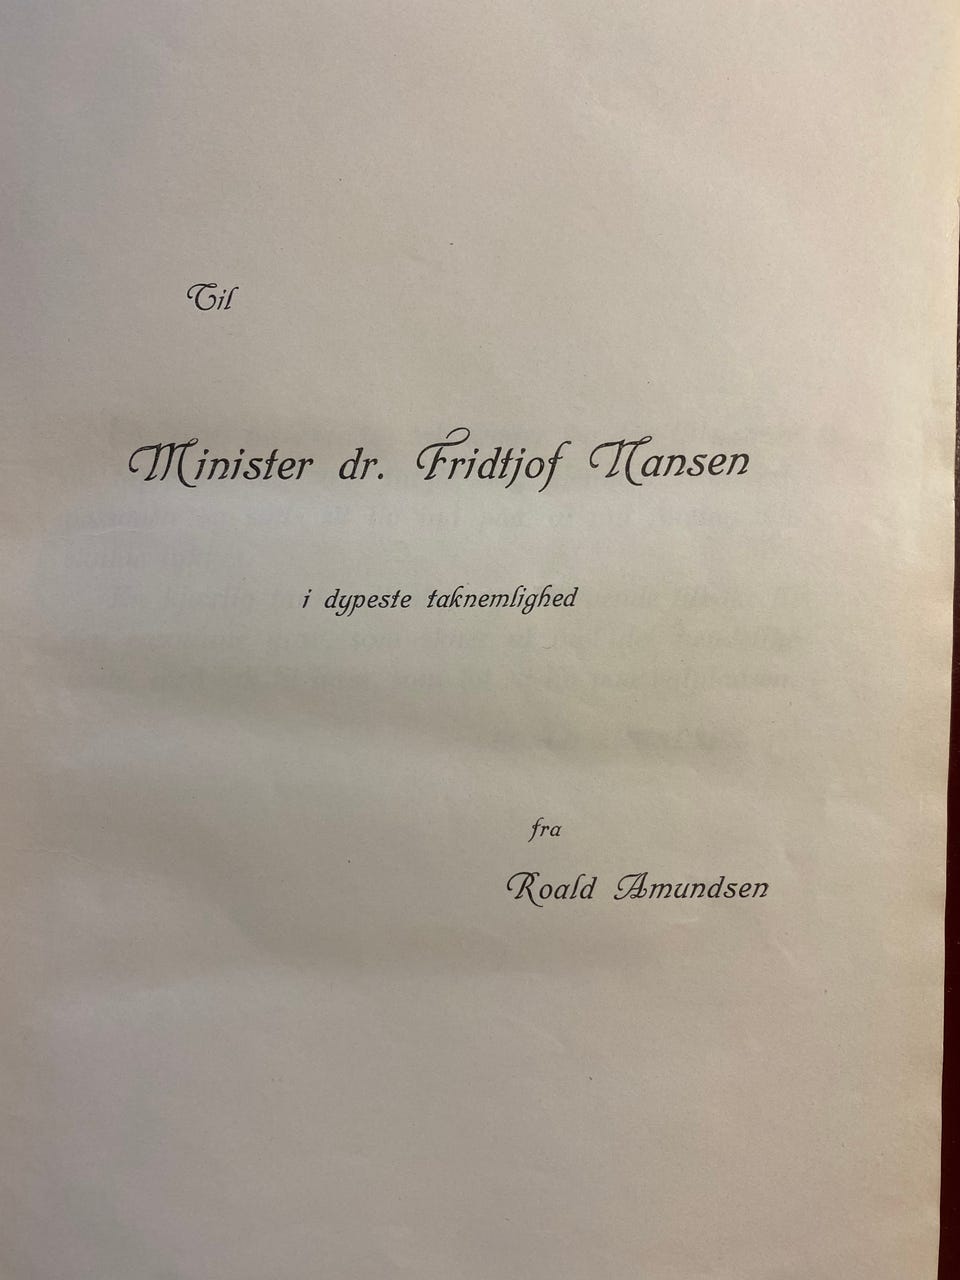 Til
Minister dr. Fridtjof Nansen
i dypeste taknemlighed
fra
Roald Amundsen